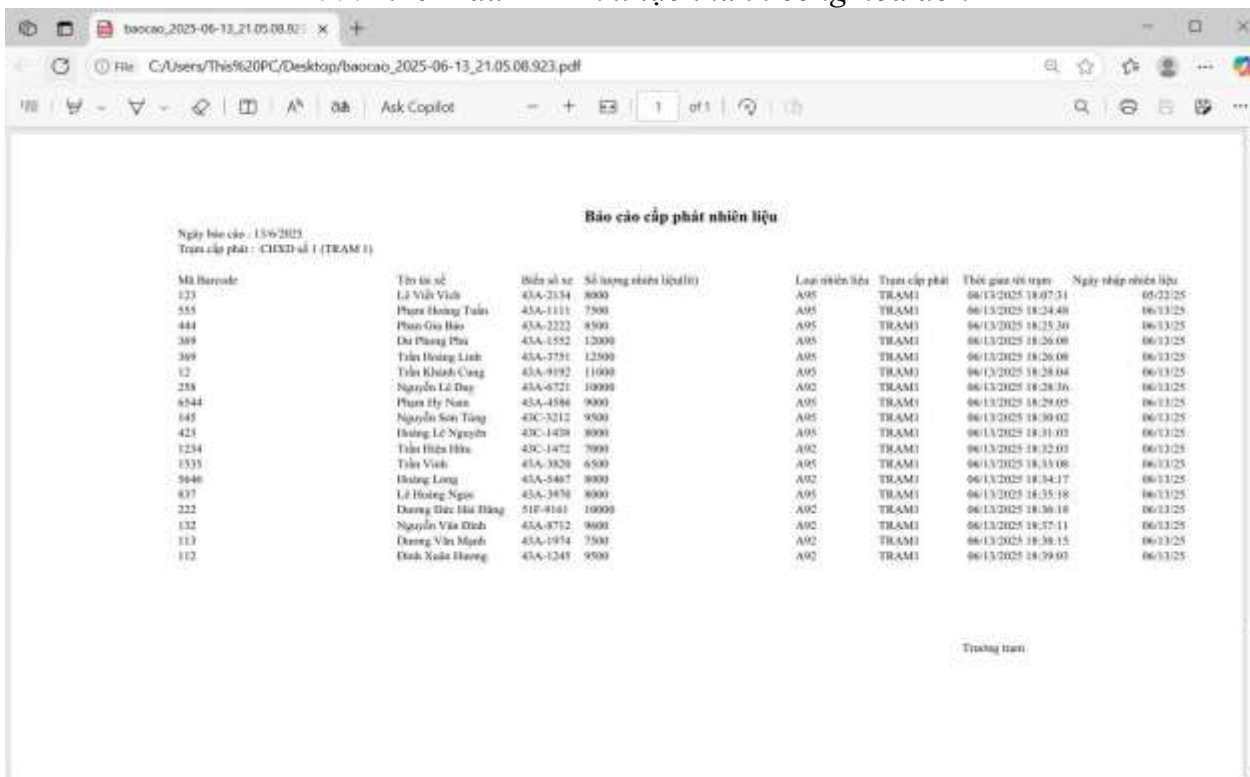 baocao_2025-06-13_21.05.08.92
File C:/Users/This%20PC/Desktop/baocao_2025-06-13_21.05.08.923.pdf
Ask Copilot 1 of 1
Báo cáo cấp phát nhiên liệu
Ngày báo cáo : 13/6/2025
Trạm cấp phát : CHXD số 1 (TRẠM 1)
Mã Barcode Tên tài xế Biển số xe Số lượng nhiên liệu(lít) Loại nhiên liệu Trạm cấp phát Thời gian tới trạm Ngày nhập nhiên liệu
123 Lê Viết Vich 43A-2134 8000 A95 TRAM1 06/13/2025 18:07:31 05/22/25
555 Phạm Hoàng Tuấn 43A-1111 7500 A95 TRAM1 06/13/2025 18:24:48 06/13/25
444 Phan Gia Bảo 43A-2222 8500 A95 TRAM1 06/13/2025 18:25:30 06/13/25
369 Phong Phú 43A-1552 12000 A95 TRAM1 06/13/2025 18:26:08 06/13/25
369 Trần Hoàng Linh 43A-3751 12500 A95 TRAM1 06/13/2025 18:26:08 06/13/25
12 Trần Khánh Cung 43A-9192 11000 A95 TRAM1 06/13/2025 18:28:04 06/13/25
258 Nguyễn Lê Duy 43A-6721 10000 A92 TRAM1 06/13/2025 18:28:36 06/13/25
6544 Phạm Hy Nam 43A-4586 9000 A95 TRAM1 06/13/2025 18:29:05 06/13/25
145 Nguyễn Sơn Tùng 43C-3212 9500 A95 TRAM1 06/13/2025 18:30:02 06/13/25
423 Hoàng Lê Nguyên 43C-1438 8000 A95 TRAM1 06/13/2025 18:31:03 06/13/25
1234 Trần Hiện Hữu 43C-1472 7000 A92 TRAM1 06/13/2025 18:32:03 06/13/25
1535 Trần Vinh 43A-3820 6500 A95 TRAM1 06/13/2025 18:33:08 06/13/25
5646 Hoàng Long 43A-5467 8000 A92 TRAM1 06/13/2025 18:34:17 06/13/25
837 Lê Hoàng Ngọc 43A-3970 8000 A95 TRAM1 06/13/2025 18:35:18 06/13/25
222 Dương Đức Hải Đăng 51F-9161 10000 A92 TRAM1 06/13/2025 18:36:18 06/13/25
132 Nguyễn Văn Định 43A-8712 9600 A92 TRAM1 06/13/2025 18:37:11 06/13/25
113 Dương Văn Mạnh 43A-1974 7500 A92 TRAM1 06/13/2025 18:38:15 06/13/25
112 Đinh Xuân Hương 43A-1245 9500 A92 TRAM1 06/13/2025 18:39:03 06/13/25
Trưởng trạm